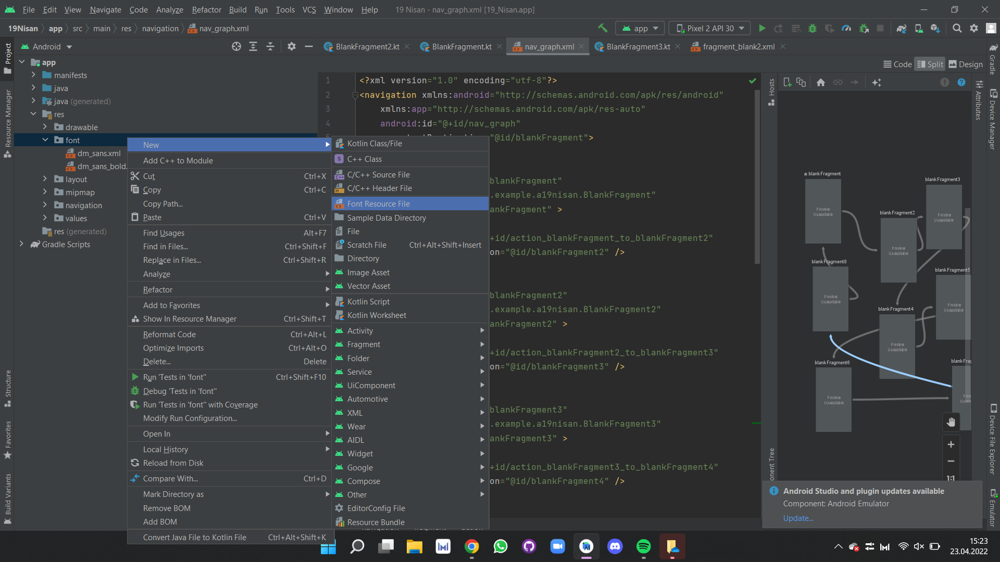 File Edit View Navigate Code Analyze Refactor Build Run Tools VCS Window Help 19 Nisan - nav_graph.xml [19_Nisan.app]
19Nisan app src main res navigation nav_graph.xml app Pixel 2 API 30
Android BlankFragment2.kt BlankFragment.kt nav_graph.xml BlankFragment3.kt fragment_blank2.xml
Code Split Design
Project
Resource Manager
Structure
Favorites
Build Variants
app
manifests
java
java (generated)
res
drawable
font
dm_sans.xml
dm_sans_bold.
layout
mipmap
navigation
values
res (generated)
Gradle Scripts
New
Add C++ to Module
Cut Ctrl+X
Copy Ctrl+C
Copy Path...
Paste Ctrl+V
Find Usages Alt+F7
Find in Files... Ctrl+Shift+F
Replace in Files... Ctrl+Shift+R
Analyze
Refactor
Add to Favorites
Show In Resource Manager Ctrl+Shift+T
Reformat Code Ctrl+Alt+L
Optimize Imports Ctrl+Alt+O
Delete... Delete
Run 'Tests in 'font'' Ctrl+Shift+F10
Debug 'Tests in 'font''
Run 'Tests in 'font'' with Coverage
Modify Run Configuration...
Open In
Local History
Reload from Disk
Compare With... Ctrl+D
Mark Directory as
Remove BOM
Add BOM
Convert Java File to Kotlin File Ctrl+Alt+Shift+K
Kotlin Class/File
C++ Class
C/C++ Source File
C/C++ Header File
Font Resource File
Sample Data Directory
File
Scratch File Ctrl+Alt+Shift+Insert
Directory
Image Asset
Vector Asset
Kotlin Script
Kotlin Worksheet
Activity
Fragment
Folder
Service
UiComponent
Automotive
XML
Wear
AIDL
Widget
Google
Compose
Other
EditorConfig File
Resource Bundle
1 <?xml version="1.0" encoding="utf-8"?>
2 <navigation xmlns:android="http://schemas.android.com/apk/res/android"
3 xmlns:app="http://schemas.android.com/apk/res-auto"
4 android:id="@+id/nav_graph"
"@id/blankFragment">
blankFragment"
.example.a19nisan.BlankFragment"
ankFragment" >
+id/action_blankFragment_to_blankFragment2"
on="@id/blankFragment2" />
blankFragment2"
.example.a19nisan.BlankFragment2"
ankFragment2" >
+id/action_blankFragment2_to_blankFragment3"
on="@id/blankFragment3" />
blankFragment3"
.example.a19nisan.BlankFragment3"
ankFragment3" >
+id/action_blankFragment3_to_blankFragment4"
on="@id/blankFragment4" />
Hosts
onent Tree
blankFragment
Preview
Unavailable
blankFragment2
Preview
Unavailable
blankFragment3
Preview
Unavailable
blankFragment8
Preview
Unavailable
blankFragment5
Preview
Unavailable
blankFragment4
Preview
Unavailable
blankFragment6
Preview
Unavailable
blankFrag
1:1
Android Studio and plugin updates available
Component: Android Emulator
Update...
Attributes
Gradle
Device Manager
Device File Explorer
Emulator
15:23
23.04.2022